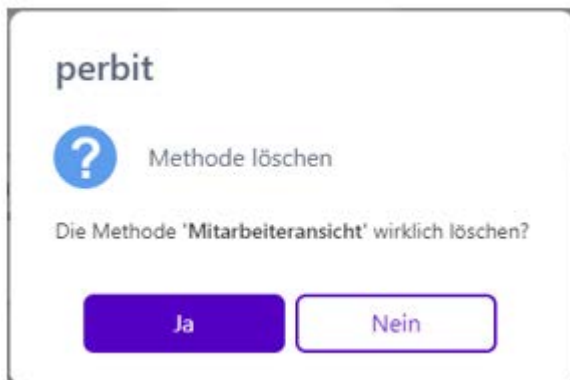 perbit
?
Methode löschen
Die Methode 'Mitarbeiteransicht' wirklich löschen?
Ja
Nein